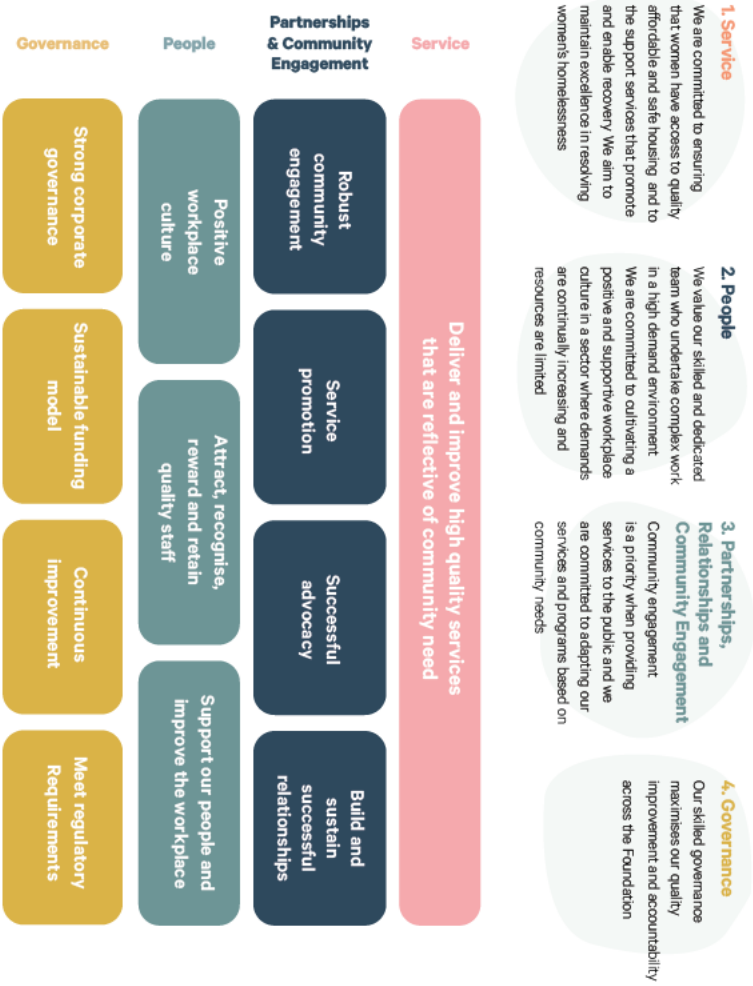 1. Service
We are committed to ensuring
that women have access to quality
affordable and safe housing and to
the support services that promote
and enable recovery. We aim to
maintain excellence in resolving
women's homelessness
2. People
We value our skilled and dedicated
team who undertake complex work
in a high demand environment
We are committed to cultivating a
positive and supportive workplace
culture in a sector where demands
are continually increasing and
resources are limited
3. Partnerships,
Relationships and
Community Engagement
Community engagement
is a priority when providing
services to the public and we
are committed to adapting our
services and programs based on
community needs
4. Governance
Our skilled governance
maximises our quality
improvement and accountability
across the Foundation
Service
Deliver and improve high quality services
that are reflective of community need
Partnerships
& Community
Engagement
Robust
community
engagement
Service
promotion
Successful
advocacy
Build and
sustain
successful
relationships
People
Positive
workplace
culture
Attract, recognise,
reward and retain
quality staff
Support our people and
improve the workplace
Governance
Strong corporate
governance
Sustainable funding
model
Continuous
improvement
Meet regulatory
Requirements